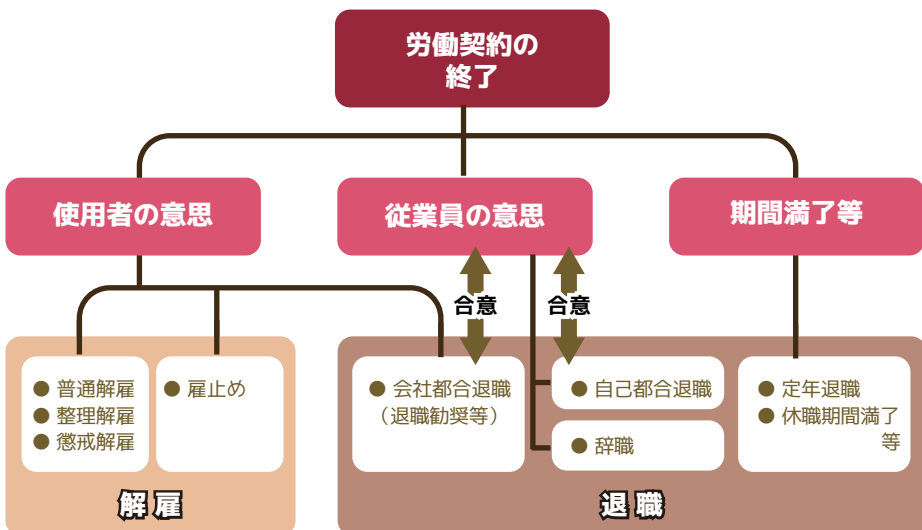 労働契約の
終了
使用者の意思
従業員の意思
期間満了等
合意
合意
● 普通解雇
● 整理解雇
● 懲戒解雇
● 雇止め
● 会社都合退職
（退職勧奨等）
● 自己都合退職
● 辞職
● 定年退職
● 休職期間満了
等
解雇
退職